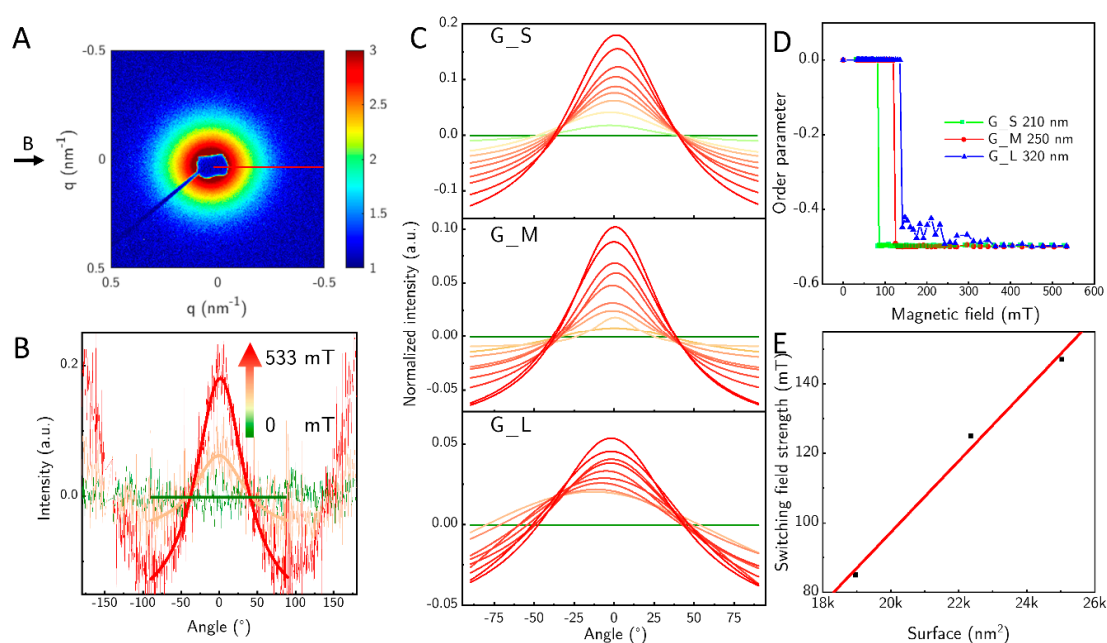 A
-0.5
q (nm-1)
0
0.5
0.5
0
-0.5
q (nm-1)
B
3
2.5
2
1.5
1
B
Intensity (a.u.)
0.2
0.0
533 mT
0 mT
-100
-50
0
50
100
150
Angle (°)
C
Normalized intensity (a.u.)
G_S
0.2
0.1
0.0
-0.1
G_M
0.10
0.05
0.00
-0.05
G_L
0.05
0.00
-0.05
-50
-25
0
25
50
75
Angle (°)
D
Order parameter
0.0
-0.2
-0.4
-0.6
G_S 210 nm
G_M 250 nm
G_L 320 nm
0
100
200
300
400
500
600
Magnetic field (mT)
E
Switching field strength (mT)
140
120
100
80
18k
20k
22k
24k
26k
Surface (nm2)